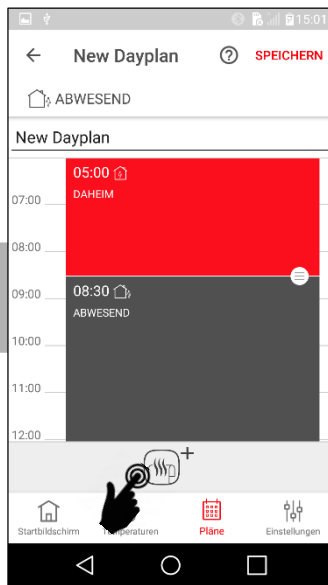 15:01
New Dayplan ? SPEICHERN
ABWESEND
New Dayplan
05:00
DAHEIM
07:00
08:00
08:30
09:00
ABWESEND
10:00
11:00
12:00
Startbildschirm Temperaturen Pläne Einstellungen